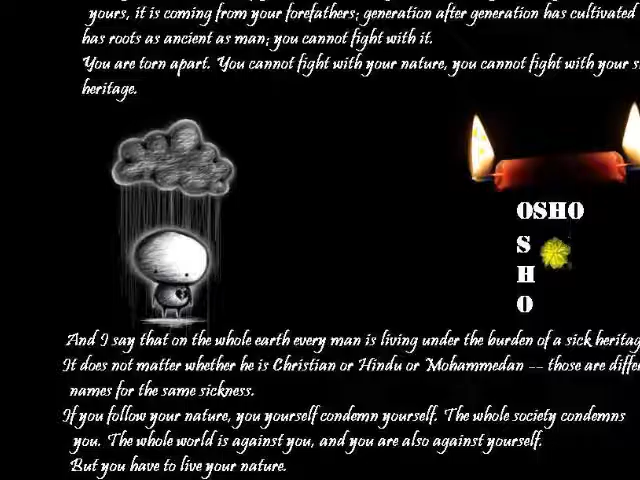 yours, it is coming from your forefathers; generation after generation has cultivated
has roots as ancient as man; you cannot fight with it.
You are torn apart. You cannot fight with your nature, you cannot fight with your
heritage.
OSHO
S
H
O
And I say that on the whole earth every man is living under the burden of a sick heritag
It does not matter whether he is Christian or Hindu or Mohammedan -- those are diffe
names for the same sickness.
If you follow your nature, you yourself condemn yourself. The whole society condemns
you. The whole world is against you, and you are also against yourself.
But you have to live your nature.